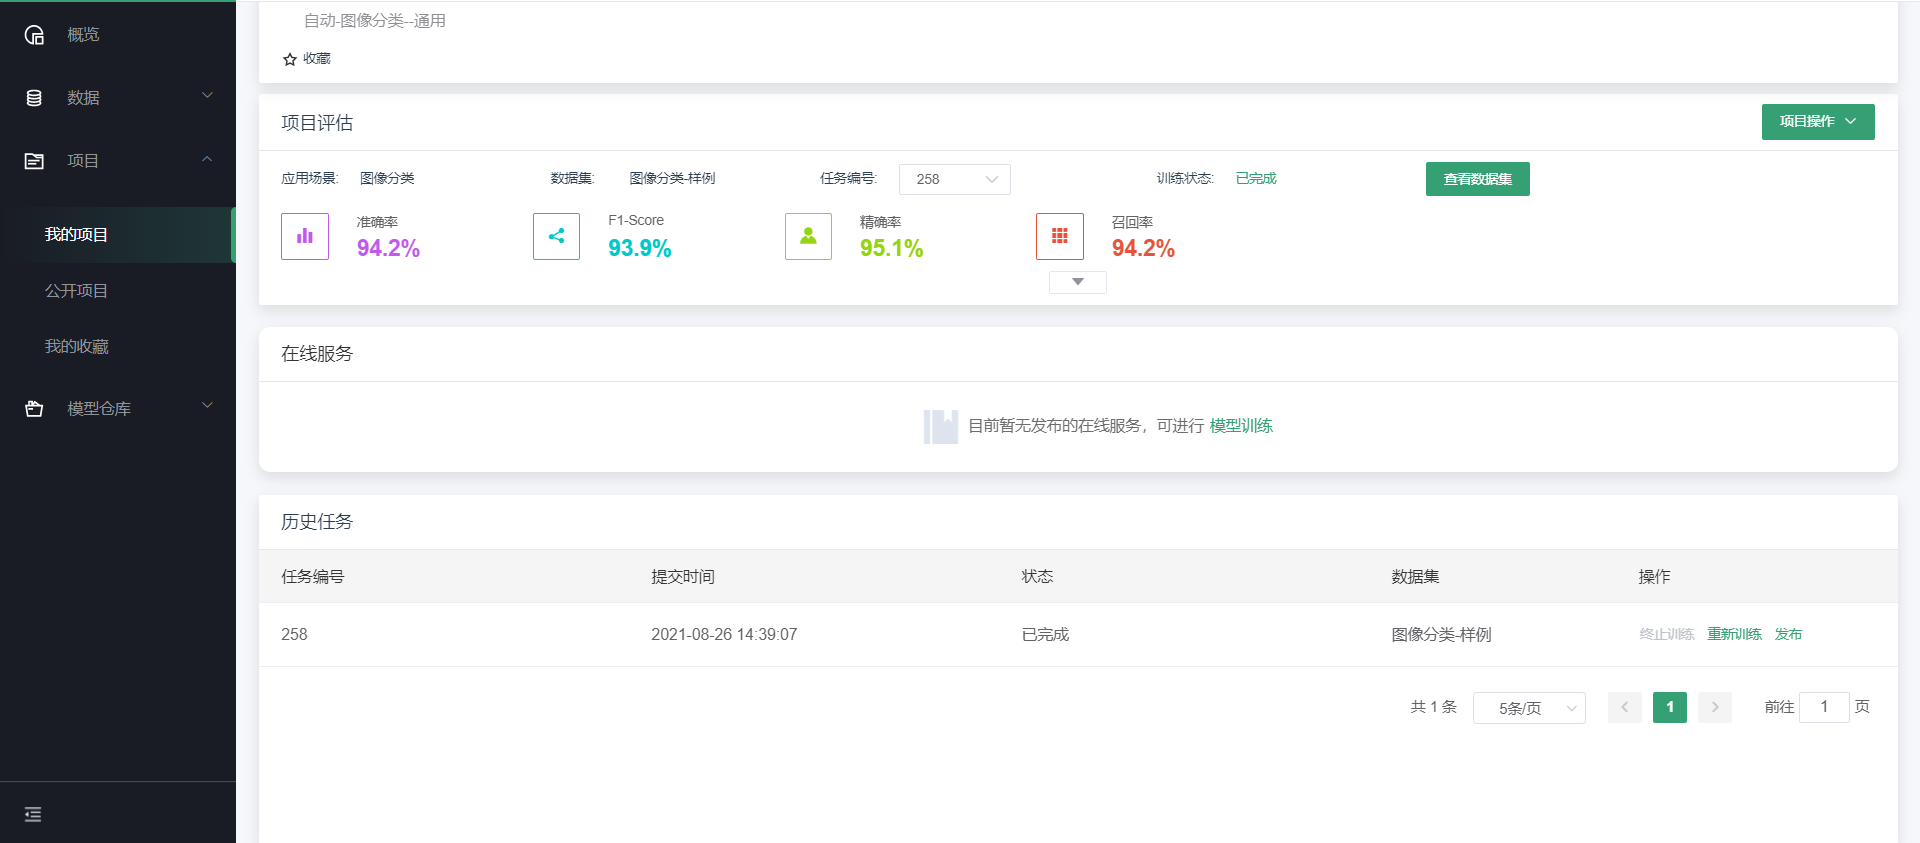 概览
数据
项目
我的项目
公开项目
我的收藏
模型仓库
自动-图像分类--通用
收藏
项目评估
项目操作
应用场景: 图像分类 数据集: 图像分类-样例 任务编号: 258 训练状态: 已完成 查看数据集
准确率 F1-Score 精确率 召回率
94.2% 93.9% 95.1% 94.2%
在线服务
目前暂无发布的在线服务，可进行 模型训练
历史任务
任务编号 提交时间 状态 数据集 操作
258 2021-08-26 14:39:07 已完成 图像分类-样例 终止训练 重新训练 发布
共 1 条 5条/页 1 前往 1 页